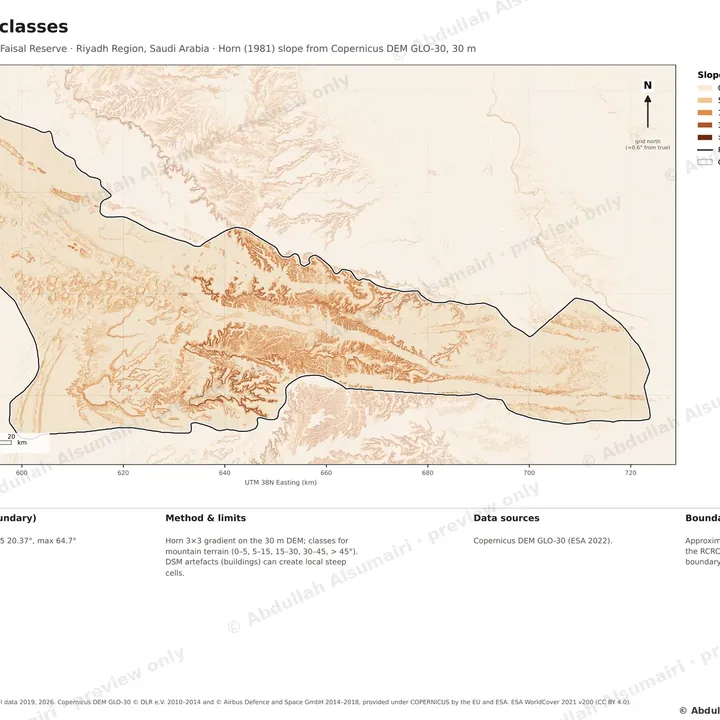 classes
Faisal Reserve · Riyadh Region, Saudi Arabia · Horn (1981) slope from Copernicus DEM GLO-30, 30 m
N
grid north
(≈0.6° from true)
20
km
600
620
640
660
680
700
720
UTM 38N Easting (km)
Method & limits
Horn 3×3 gradient on the 30 m DEM; classes for
mountain terrain (0–5, 5–15, 15–30, 30–45, > 45°).
DSM artefacts (buildings) can create local steep
cells.
5 20.37°, max 64.7°
Data sources
Copernicus DEM GLO-30 (ESA 2022).
the RCRC
boundary
data 2019, 2026. Copernicus DEM GLO-30 © DLR e.V. 2010–2014 and © Airbus Defence and Space GmbH 2014–2018, provided under COPERNICUS by the EU and ESA. ESA WorldCover 2021 v200 (CC BY 4.0).
© Abdullah Alsumairi · preview only